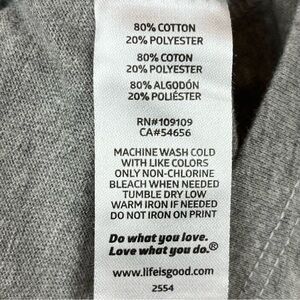 80% COTTON
20% POLYESTER
80% COTON
20% POLYESTER
80% ALGODÓN
20% POLIÉSTER
RN#109109
CA#54656
MACHINE WASH COLD
WITH LIKE COLORS
ONLY NON-CHLORINE
BLEACH WHEN NEEDED
TUMBLE DRY LOW
WARM IRON IF NEEDED
DO NOT IRON ON PRINT
Do what you love.
Love what you do.®
www.lifeisgood.com
2554